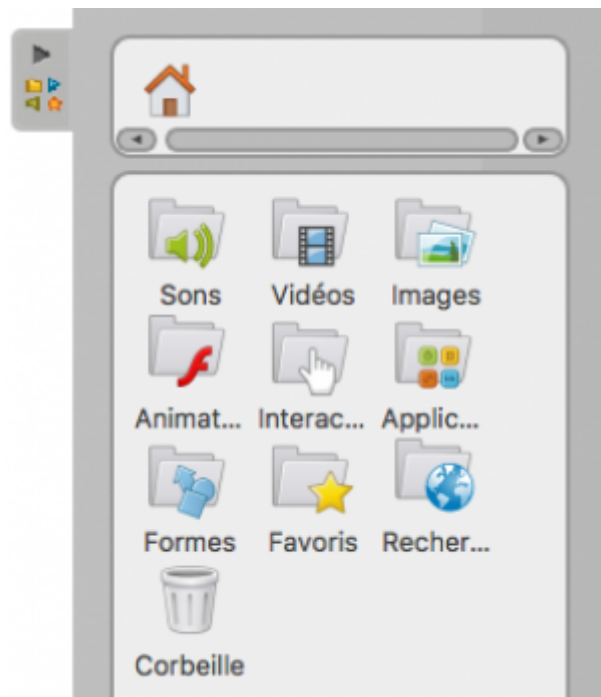 Sons Vidéos Images
Animat... Interac... Applic...
Formes Favoris Recher...
Corbeille